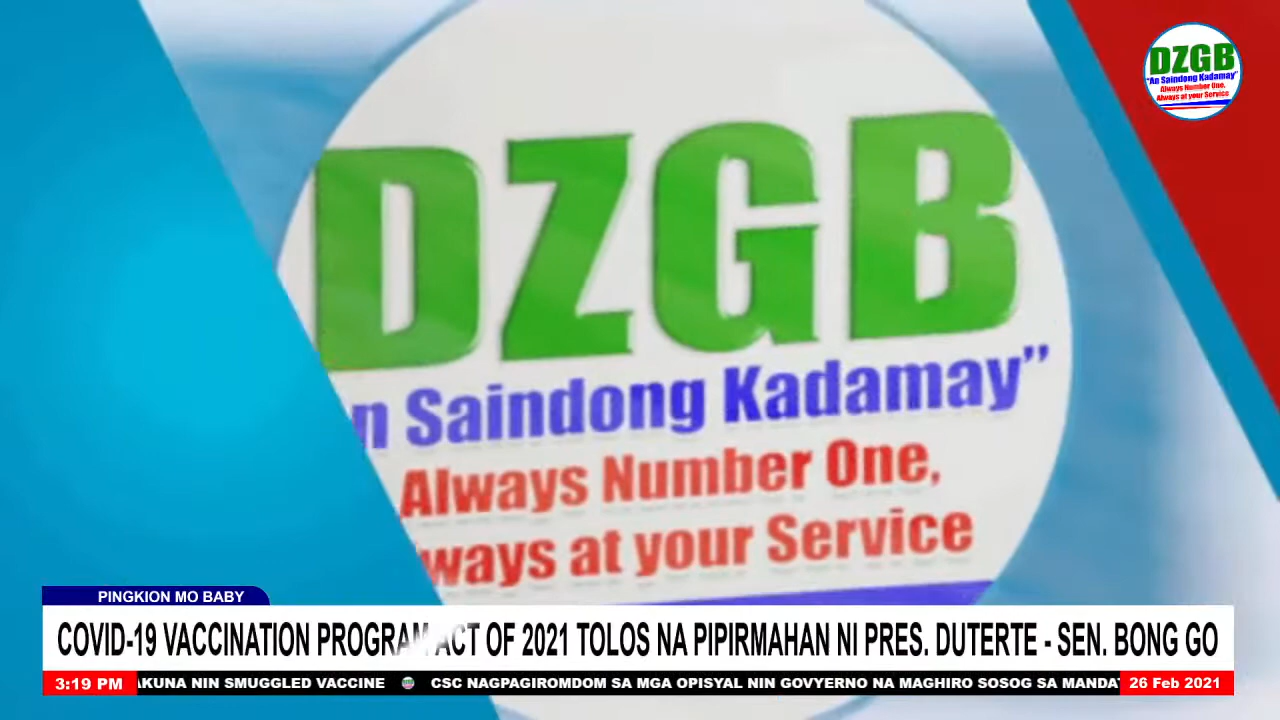 DZGB
"An Saindong Kadamay"
Always Number One,
Always at your Service
DZGB
n Saindong Kadamay"
Always Number One,
ways at your Service
PINGKION MO BABY
COVID-19 VACCINATION PROGRAM ACT OF 2021 TOLOS NA PIPIRMAHAN NI PRES. DUTERTE - SEN. BONG GO
3:19 PM AKUNA NIN SMUGGLED VACCINE CSC NAGPAGIROMDOM SA MGA OPISYAL NIN GOVYERNO NA MAGHIRO SOSOG SA MANDAT 26 Feb 2021